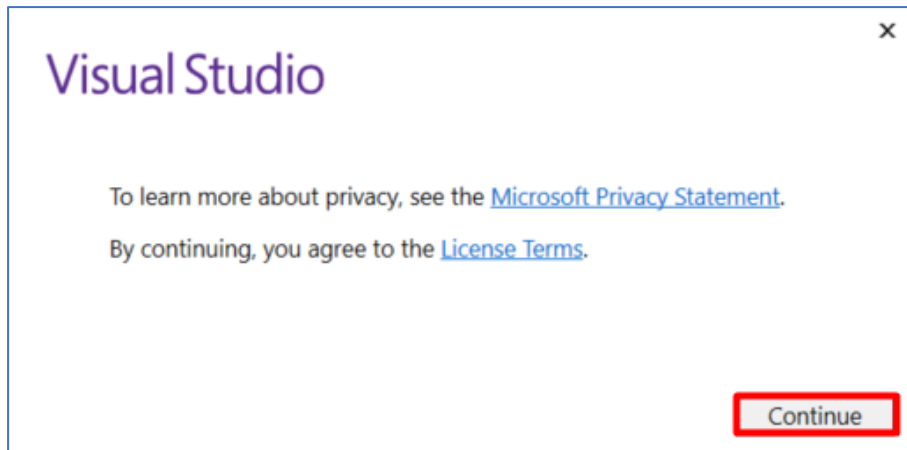 Visual Studio
To learn more about privacy, see the Microsoft Privacy Statement.
By continuing, you agree to the License Terms.
Continue